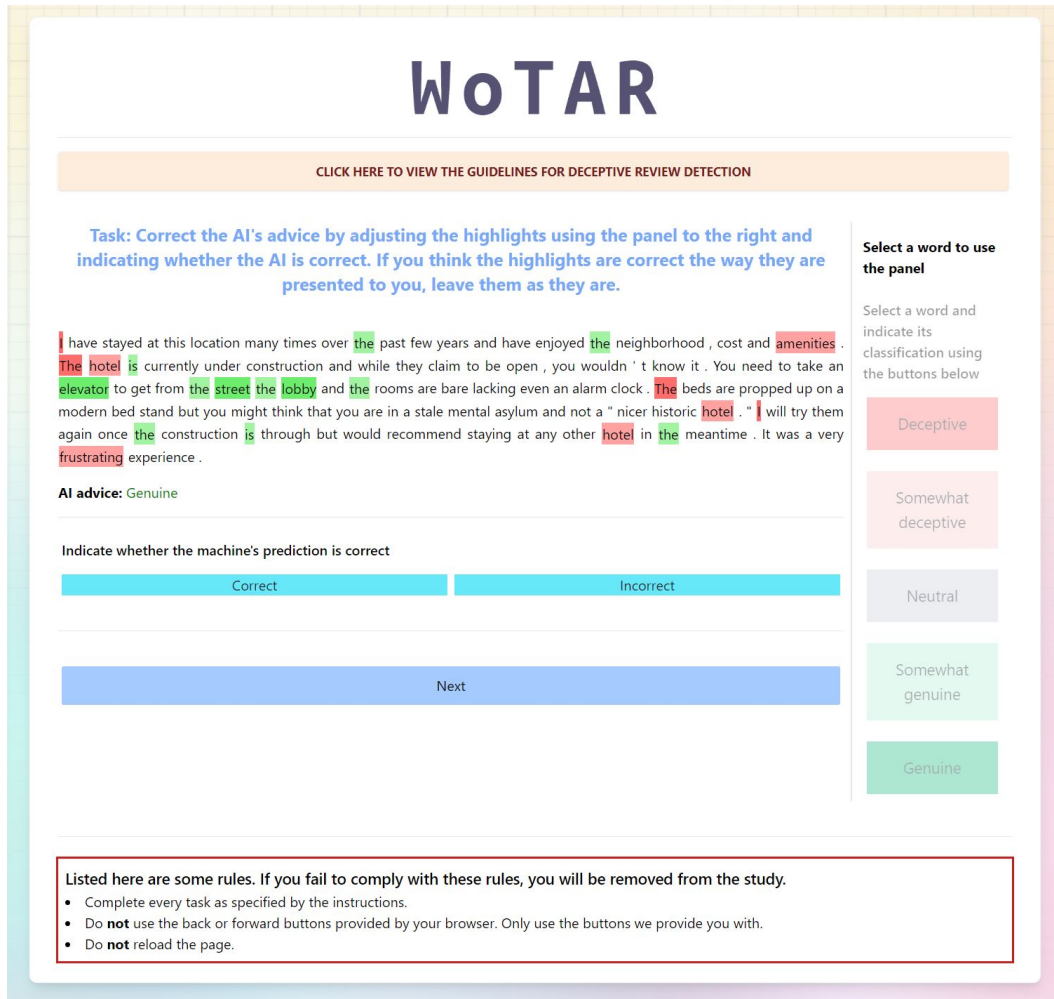 WoTAR
CLICK HERE TO VIEW THE GUIDELINES FOR DECEPTIVE REVIEW DETECTION
Task: Correct the AI's advice by adjusting the highlights using the panel to the right and
indicating whether the AI is correct. If you think the highlights are correct the way they are
presented to you, leave them as they are.
I have stayed at this location many times over the past few years and have enjoyed the neighborhood , cost and amenities .
The hotel is currently under construction and while they claim to be open , you wouldn ' t know it . You need to take an
elevator to get from the street the lobby and the rooms are bare lacking even an alarm clock . The beds are propped up on a
modern bed stand but you might think that you are in a stale mental asylum and not a " nicer historic hotel . " I will try them
again once the construction is through but would recommend staying at any other hotel in the meantime . It was a very
frustrating experience .
AI advice: Genuine
Indicate whether the machine's prediction is correct
Correct
Incorrect
Next
Select a word to use
the panel
Select a word and
indicate its
classification using
the buttons below
Deceptive
Somewhat
deceptive
Neutral
Somewhat
genuine
Genuine
Listed here are some rules. If you fail to comply with these rules, you will be removed from the study.
• Complete every task as specified by the instructions.
• Do not use the back or forward buttons provided by your browser. Only use the buttons we provide you with.
• Do not reload the page.